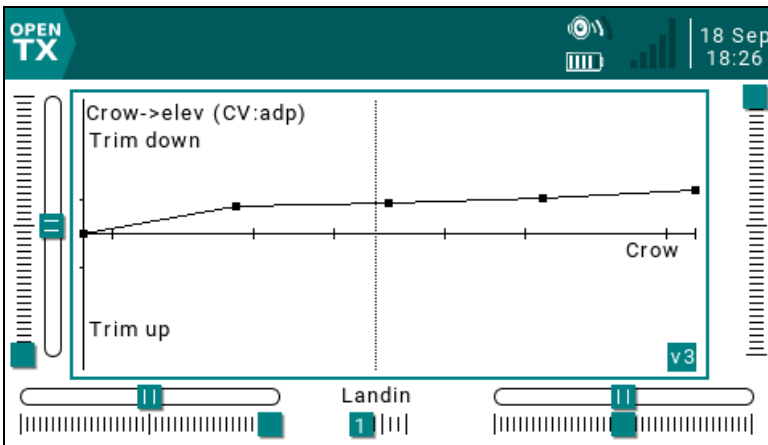 OPEN
TX
18 Sep
18:26
Crow->elev (CV:adp)
Trim down
Crow
Trim up
v3
Landin
1